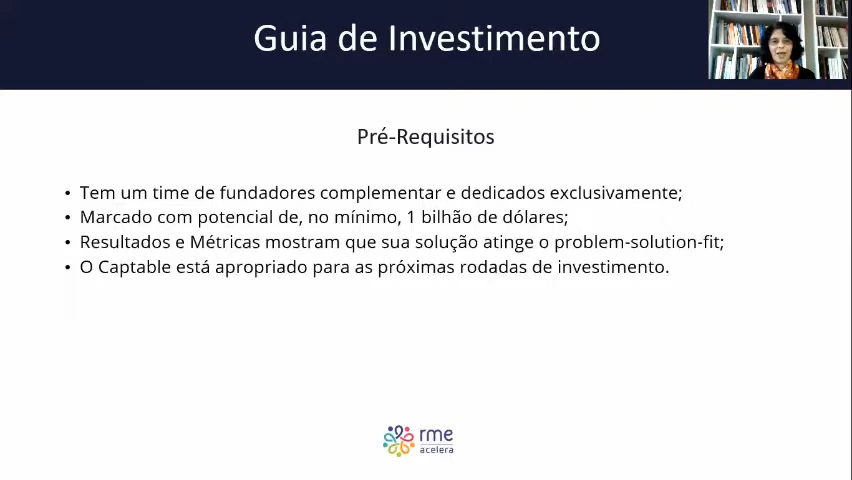 Guia de Investimento
Pré-Requisitos
• Tem um time de fundadores complementar e dedicados exclusivamente;
• Marcado com potencial de, no mínimo, 1 bilhão de dólares;
• Resultados e Métricas mostram que sua solução atinge o problem-solution-fit;
• O Captable está apropriado para as próximas rodadas de investimento.
rme
acelera